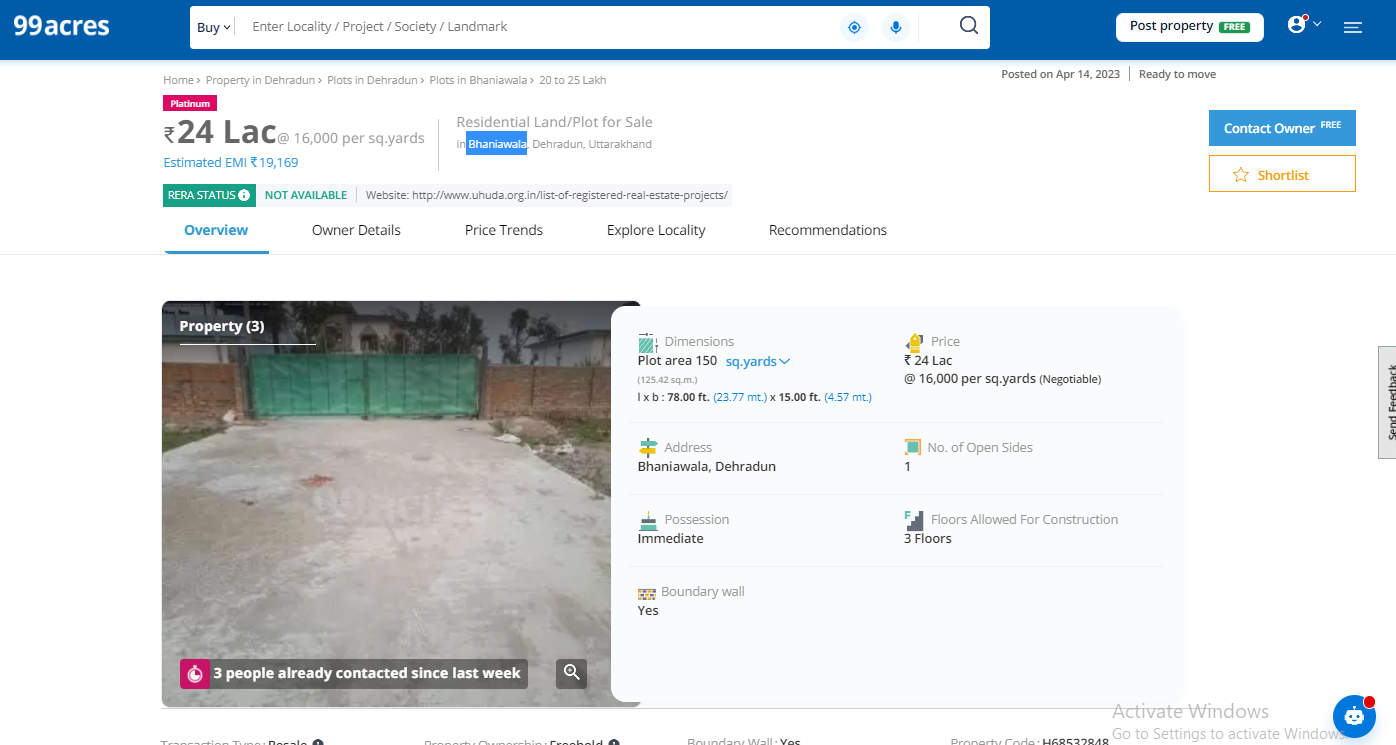 99acres
Buy
Enter Locality / Project / Society / Landmark
Post property FREE
Home > Property in Dehradun > Plots in Dehradun > Plots in Bhaniawala > 20 to 25 Lakh
Posted on Apr 14, 2023 | Ready to move
Platinum
₹24 Lac @ 16,000 per sq.yards
Estimated EMI ₹19,169
Residential Land/Plot for Sale
in Bhaniawala, Dehradun, Uttarakhand
Contact Owner FREE
Shortlist
RERA STATUS NOT AVAILABLE | Website: http://www.uhuda.org.in/list-of-registered-real-estate-projects/
Overview
Owner Details
Price Trends
Explore Locality
Recommendations
Property (3)
99acres
3 people already contacted since last week
Dimensions
Plot area 150 sq.yards
(125.42 sq.m.)
l x b : 78.00 ft. (23.77 mt.) x 15.00 ft. (4.57 mt.)
Price
₹ 24 Lac
@ 16,000 per sq.yards (Negotiable)
Address
Bhaniawala, Dehradun
No. of Open Sides
1
Possession
Immediate
F
Floors Allowed For Construction
3 Floors
Boundary wall
Yes
Send Feedback
Activate Windows
Go to Settings to activate Windows.
Transaction Type: Resale
Property Ownership: Freehold
Boundary Wall: Yes
Property Code: H68532848